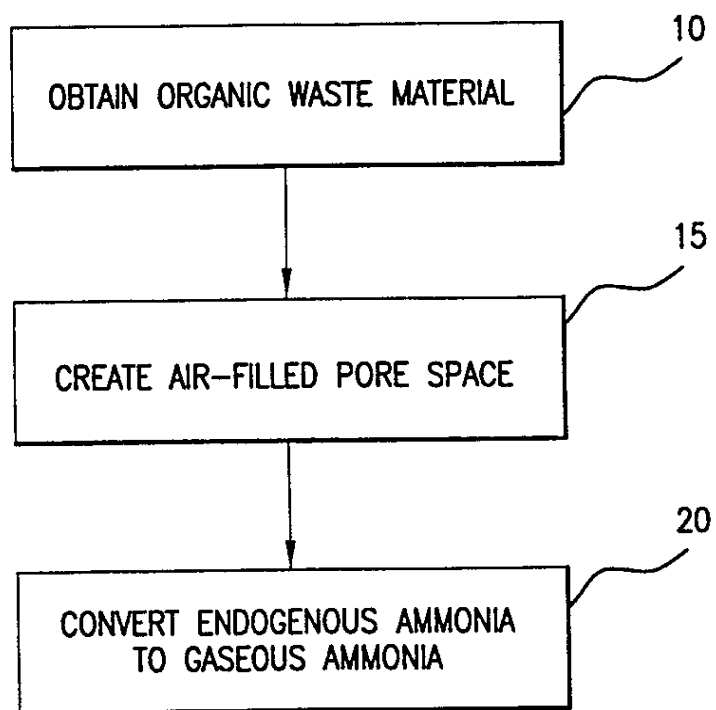 10
OBTAIN ORGANIC WASTE MATERIAL
15
CREATE AIR-FILLED PORE SPACE
20
CONVERT ENDOGENOUS AMMONIA
TO GASEOUS AMMONIA